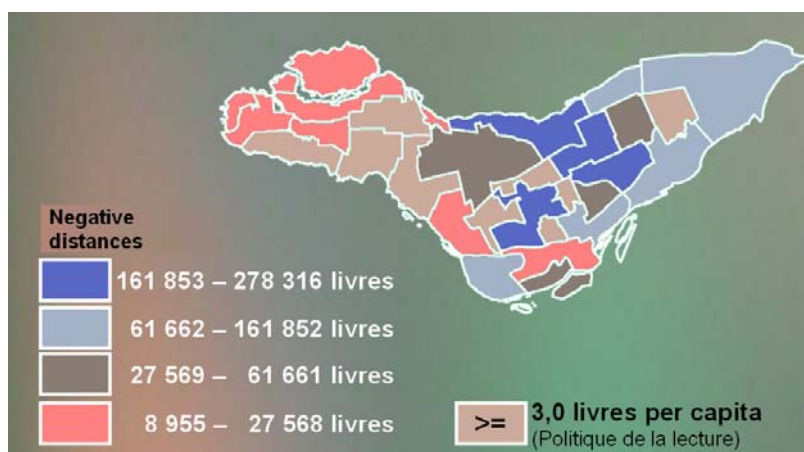 Negative
distances
161 853 – 278 316 livres
61 662 – 161 852 livres
27 569 – 61 661 livres
8 955 – 27 568 livres
>= 3,0 livres per capita
(Politique de la lecture)